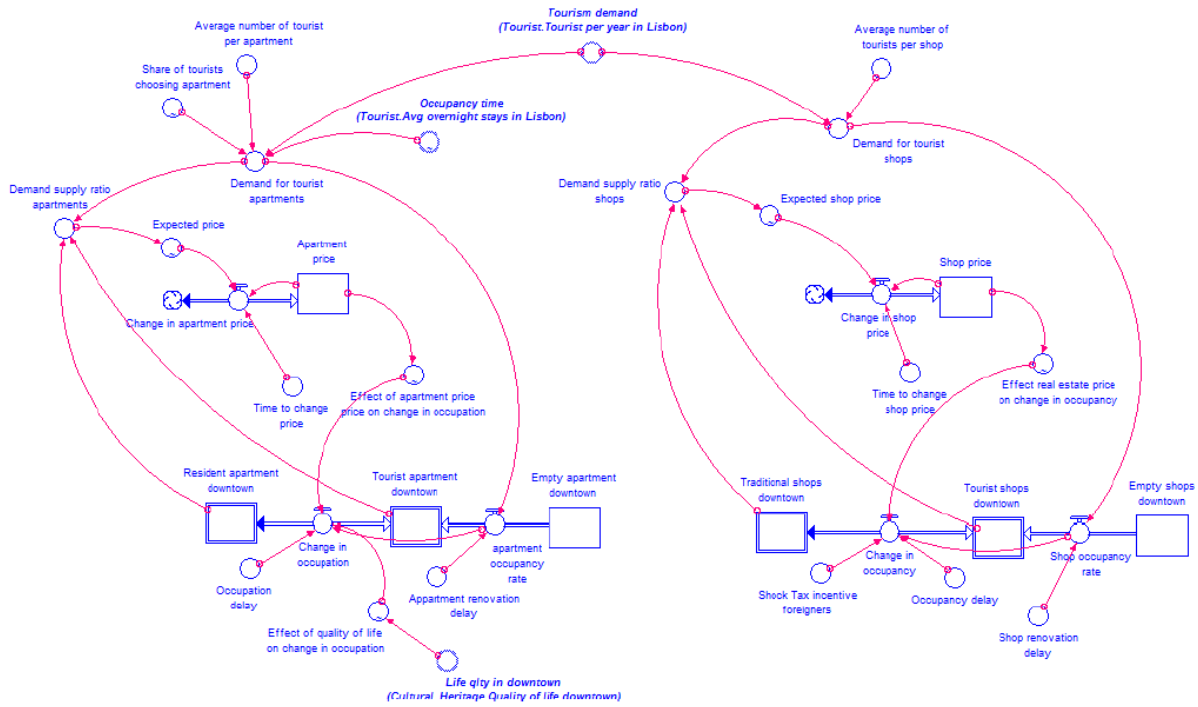 Tourism demand
(Tourist.Tourist per year in Lisbon)
Average number of tourist
per apartment
Average number of
tourists per shop
Share of tourists
choosing apartment
Occupancy time
(Tourist.Avg overnight stays in Lisbon)
Demand for tourist
shops
Demand supply ratio
apartments
Demand for tourist
apartments
Demand supply ratio
shops
Expected price
Expected shop price
Apartment
price
Shop price
Change in apartment price
Change in shop
price
Time to change
price
Effect of apartment price
price on change in occupation
Time to change
shop price
Effect real estate price
on change in occupancy
Resident apartment
downtown
Tourist apartment
downtown
Empty apartment
downtown
Traditional shops
downtown
Tourist shops
downtown
Empty shops
downtown
Change in
occupation
apartment
occupancy
rate
Change in
occupancy
Shop occupancy
rate
Occupation
delay
Appartment renovation
delay
Shock Tax incentive
foreigners
Occupancy delay
Effect of quality of life
on change in occupation
Shop renovation
delay
Life qlty in downtown
(Cultural_Heritage.Quality of life downtown)